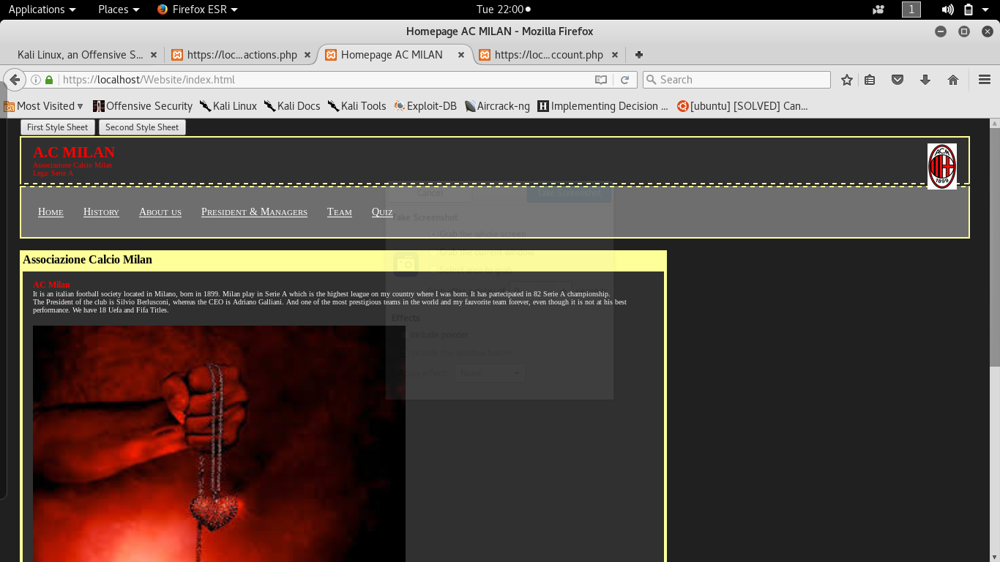 Applications Places Firefox ESR Tue 22:00 1
Homepage AC MILAN - Mozilla Firefox
Kali Linux, an Offensive S... https://loc...actions.php Homepage AC MILAN https://loc...ccount.php
https://localhost/Website/index.html Search
Most Visited Offensive Security Kali Linux Kali Docs Kali Tools Exploit-DB Aircrack-ng Implementing Decision ... [ubuntu] [SOLVED] Can...
First Style Sheet Second Style Sheet
A.C MILAN
Associazione Calcio Milan
Lega: Serie A
ACM
1899
Cancel Take Screenshot
Home History About us President & Managers Team Quiz
Take Screenshot
Grab the whole screen
Grab the current window
Select area to grab
Associazione Calcio Milan
AC Milan
It is an italian football society located in Milano, born in 1899. Milan play in Serie A which is the highest league on my country where I was born. It has partecipated in 82 Serie A championship.
The President of the club is Silvio Berlusconi, whereas the CEO is Adriano Galliani. And one of the most prestigious teams in the world and my fauvorite team forever, even though it is not at his best
performance. We have 18 Uefa and Fifa Titles.
Effects
Include pointer
Include the window border
Apply effect: None